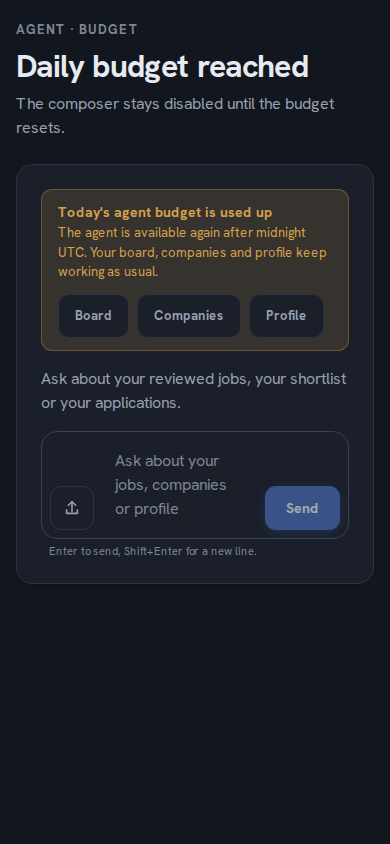 AGENT · BUDGET
Daily budget reached
The composer stays disabled until the budget
resets.
Today's agent budget is used up
The agent is available again after midnight
UTC. Your board, companies and profile keep
working as usual.
Board
Companies
Profile
Ask about your reviewed jobs, your shortlist
or your applications.
Ask about your
jobs, companies
or profile
Send
Enter to send, Shift+Enter for a new line.